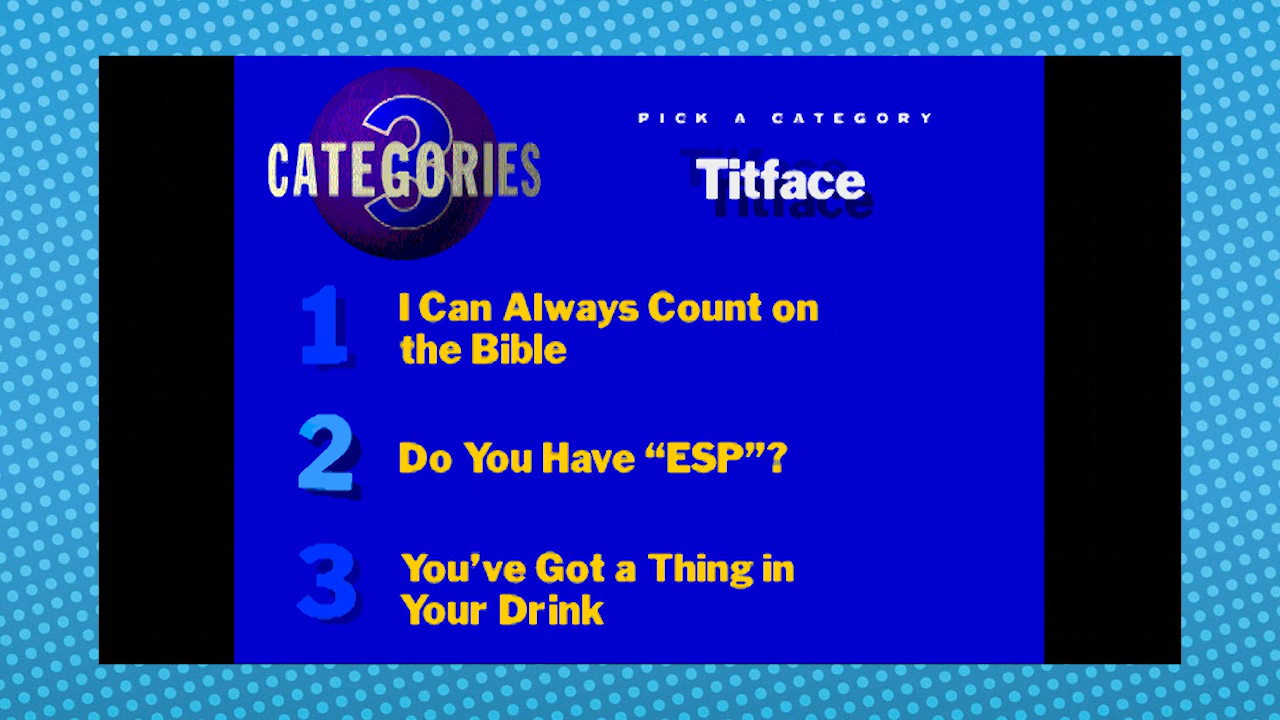 3
CATEGORIES
PICK A CATEGORY
Titface
1 I Can Always Count on
the Bible
2 Do You Have “ESP”?
3 You’ve Got a Thing in
Your Drink